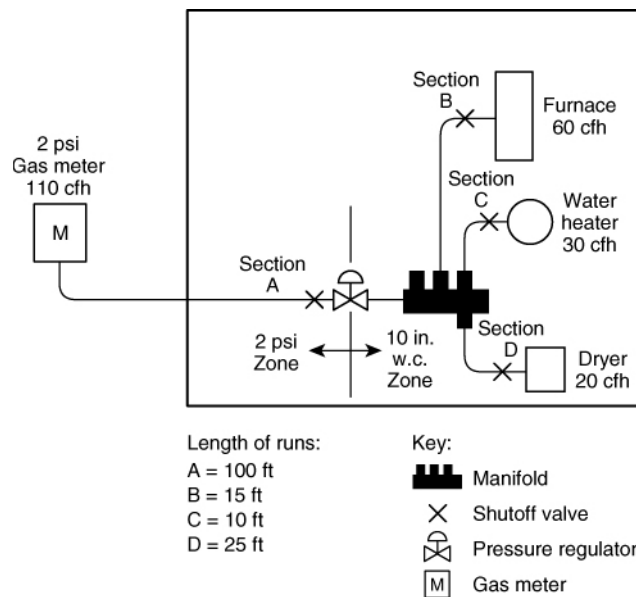 Section
B
Furnace
60 cfh
2 psi
Gas meter
110 cfh
M
Section
C
Water
heater
30 cfh
Section
A
2 psi
Zone
10 in.
w.c.
Zone
Section
D
Dryer
20 cfh
Length of runs:
A = 100 ft
B = 15 ft
C = 10 ft
D = 25 ft
Key:
Manifold
Shutoff valve
Pressure regulator
M
Gas meter